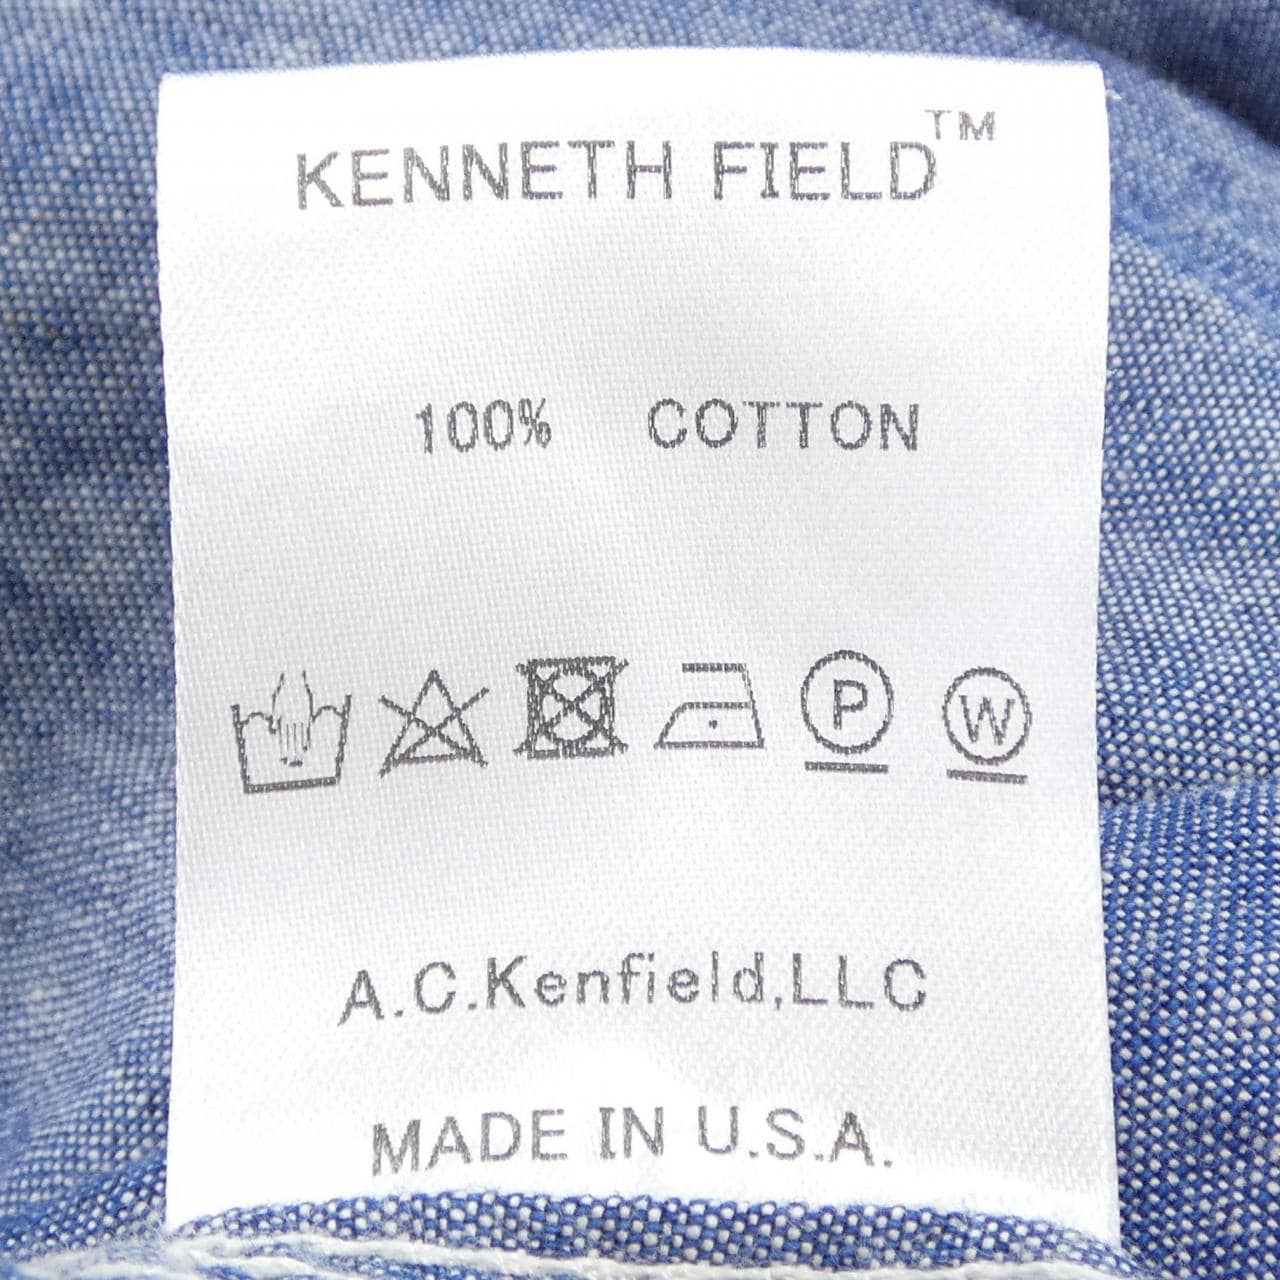 KENNETH FIELD™
100% COTTON
P W
A.C.Kenfield,LLC
MADE IN U.S.A.